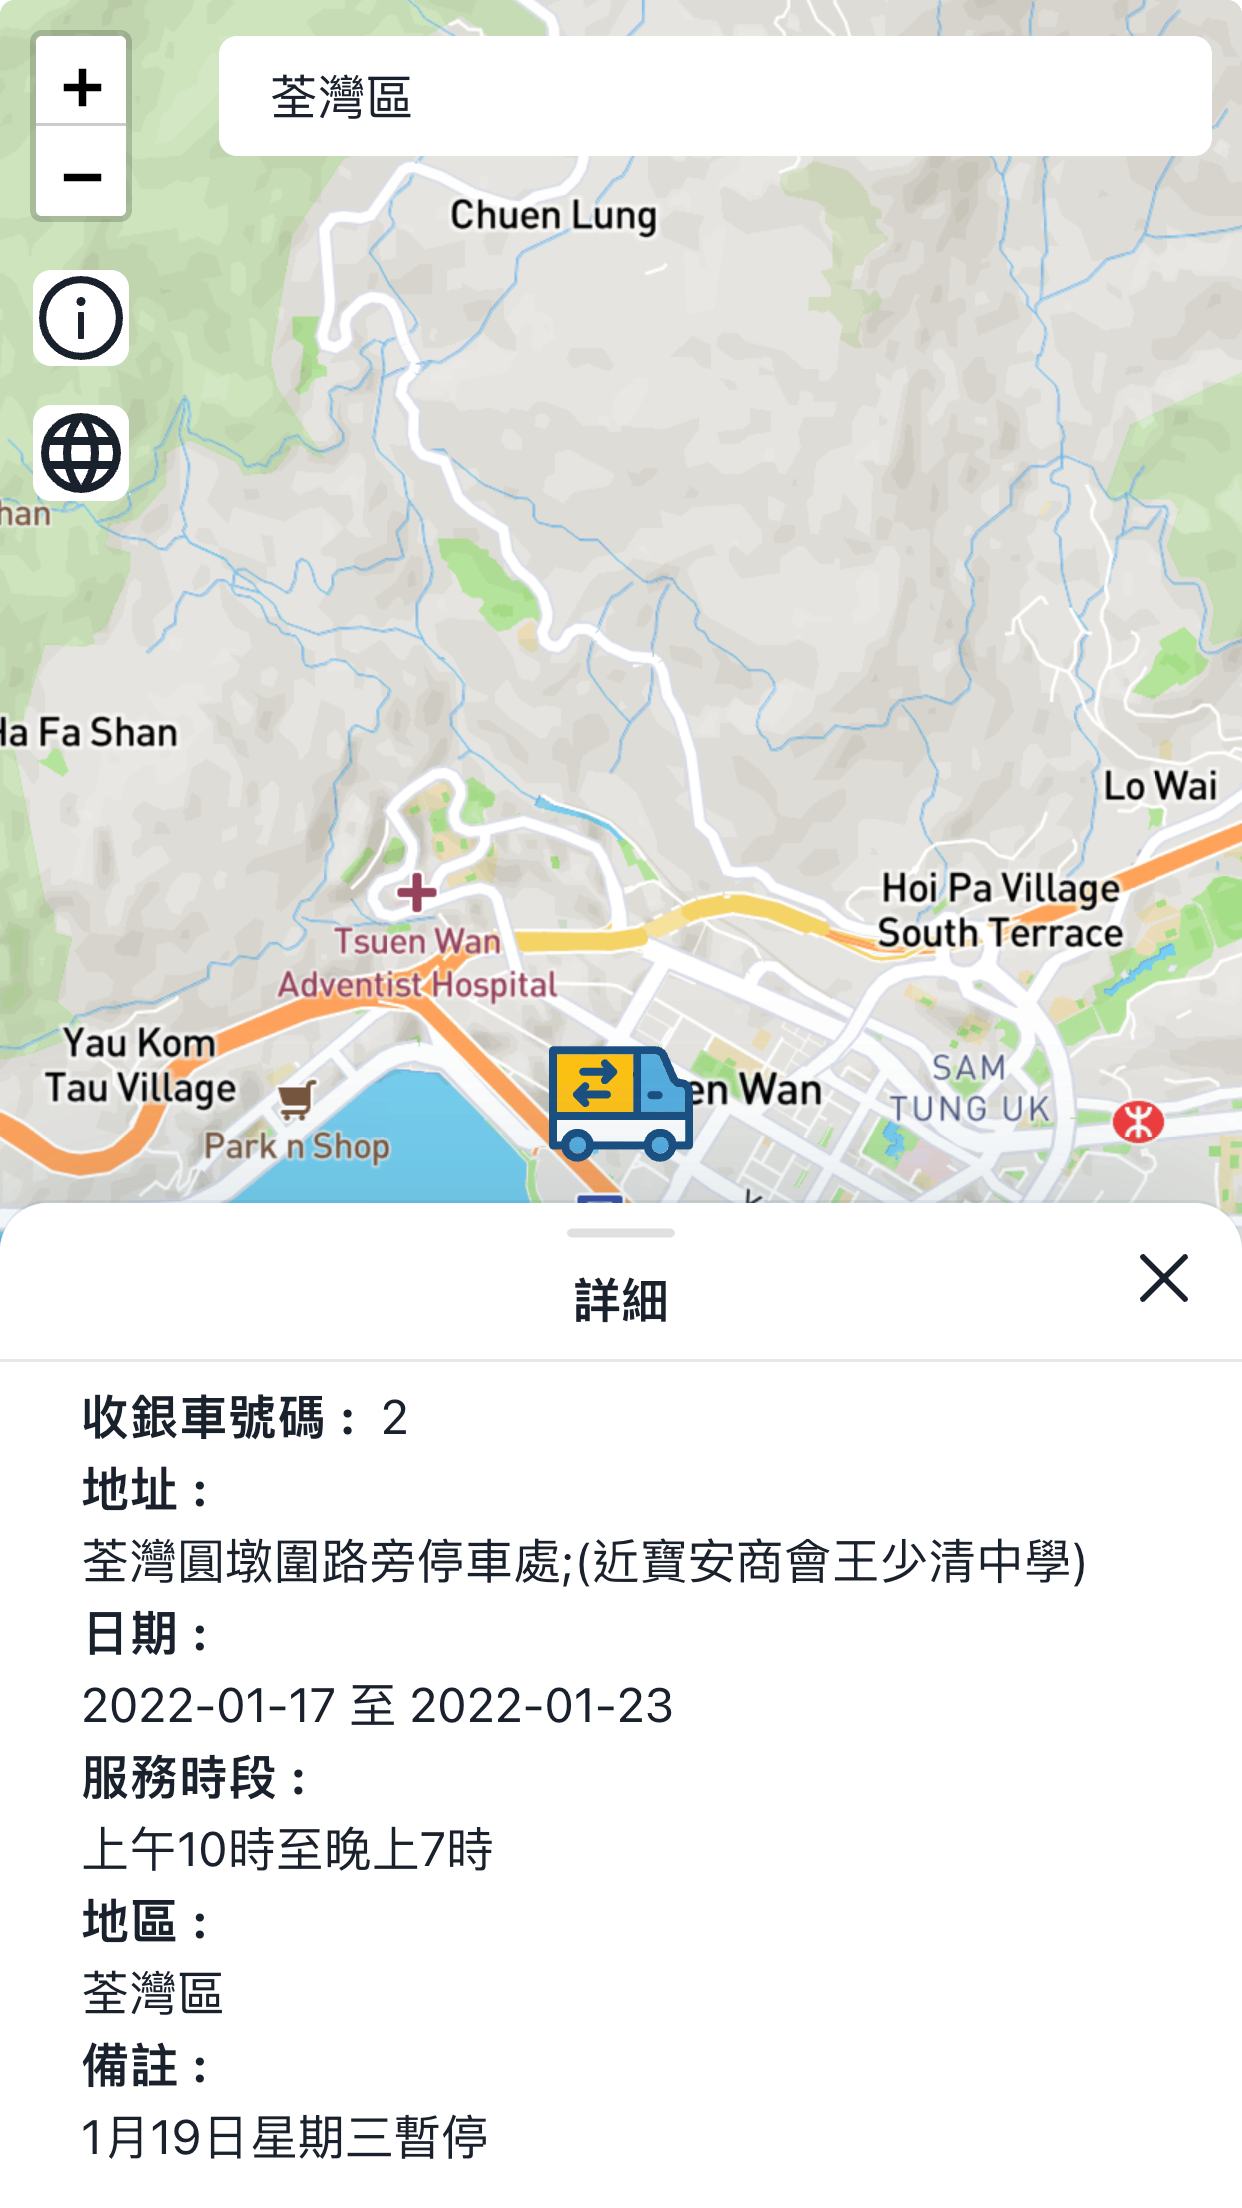 +
荃灣區
−
Chuen Lung
han
Ha Fa Shan
Lo Wai
Hoi Pa Village
South Terrace
Tsuen Wan
Adventist Hospital
Yau Kom
Tau Village
Park n Shop
en Wan
SAM
TUNG UK
詳細
收銀車號碼： 2
地址：
荃灣圓墩圍路旁停車處;(近寶安商會王少清中學)
日期：
2022-01-17 至 2022-01-23
服務時段：
上午10時至晚上7時
地區：
荃灣區
備註：
1月19日星期三暫停